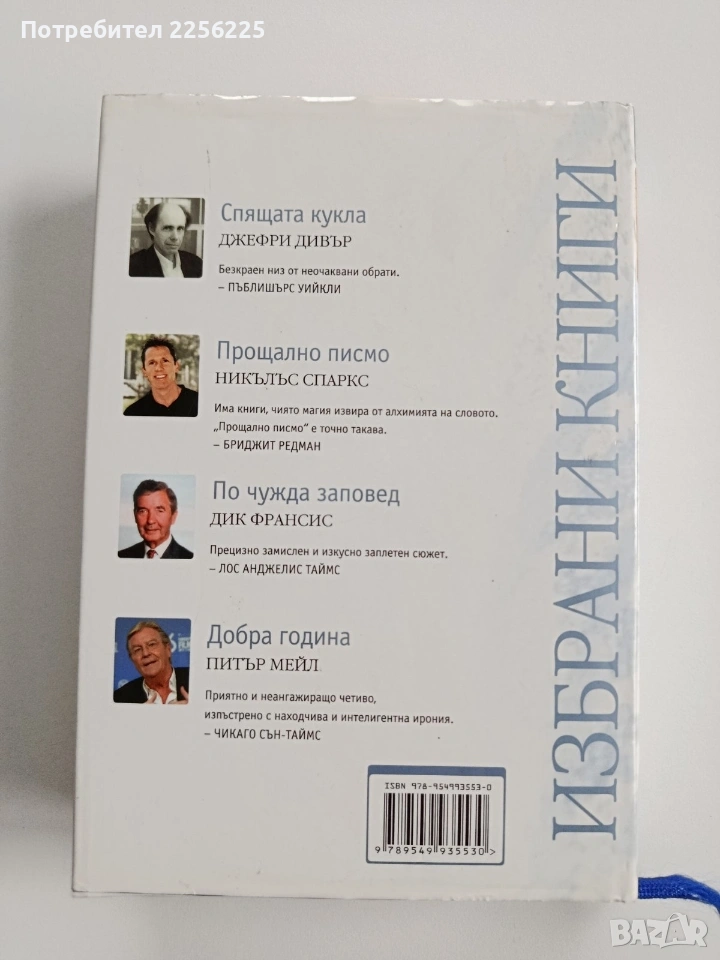 Потребител 2256225
Спящата кукла
ДЖЕФРИ ДИВЪР
Безкраен низ от неочаквани обрати.
– ПЪБЛИШЪРС УИЙКЛИ
Прощално писмо
НИКЪЛЪС СПАРКС
Има книги, чиято магия извира от алхимията на словото.
„Прощално писмо“ е точно такава.
– БРИДЖИТ РЕДМАН
По чужда заповед
ДИК ФРАНСИС
Прецизно замислен и изкусно заплетен сюжет.
– ЛОС АНДЖЕЛИС ТАЙМС
Добра година
ПИТЪР МЕЙЛ
Приятно и неангажиращо четиво,
изпъстрено с находчива и интелигентна ирония.
– ЧИКАГО СЪН-ТАЙМС
ИЗБРАНИ КНИГИ
ISBN 978-954993553-0
9 789549 935530 >
BAZAR